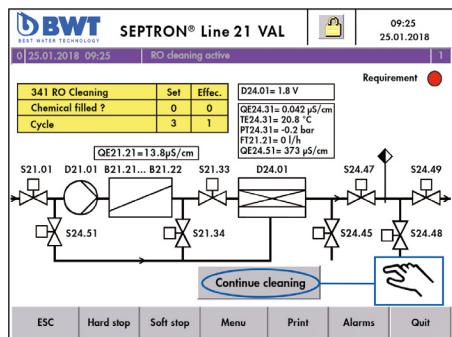 BWT
BEST WATER TECHNOLOGY
SEPTRON® Line 21 VAL
09:25
25.01.2018
0 25.01.2018 09:25 RO cleaning active 1
Requirement
341 RO Cleaning Set Effec.
Chemical filled ? 0 0
Cycle 3 1
D24.01= 1.8 V
QE24.31= 0.042 µS/cm
TE24.31= 20.8 °C
PT24.31= -0.2 bar
FT21.21= 0 l/h
QE24.51= 373 µS/cm
QE21.21=13.8µS/cm
S21.01 D21.01 B21.21... B21.22 S21.33 D24.01 S24.47 S24.49
S24.51 S21.34 S24.45 S24.48
Continue cleaning
ESC Hard stop Soft stop Menu Print Alarms Quit